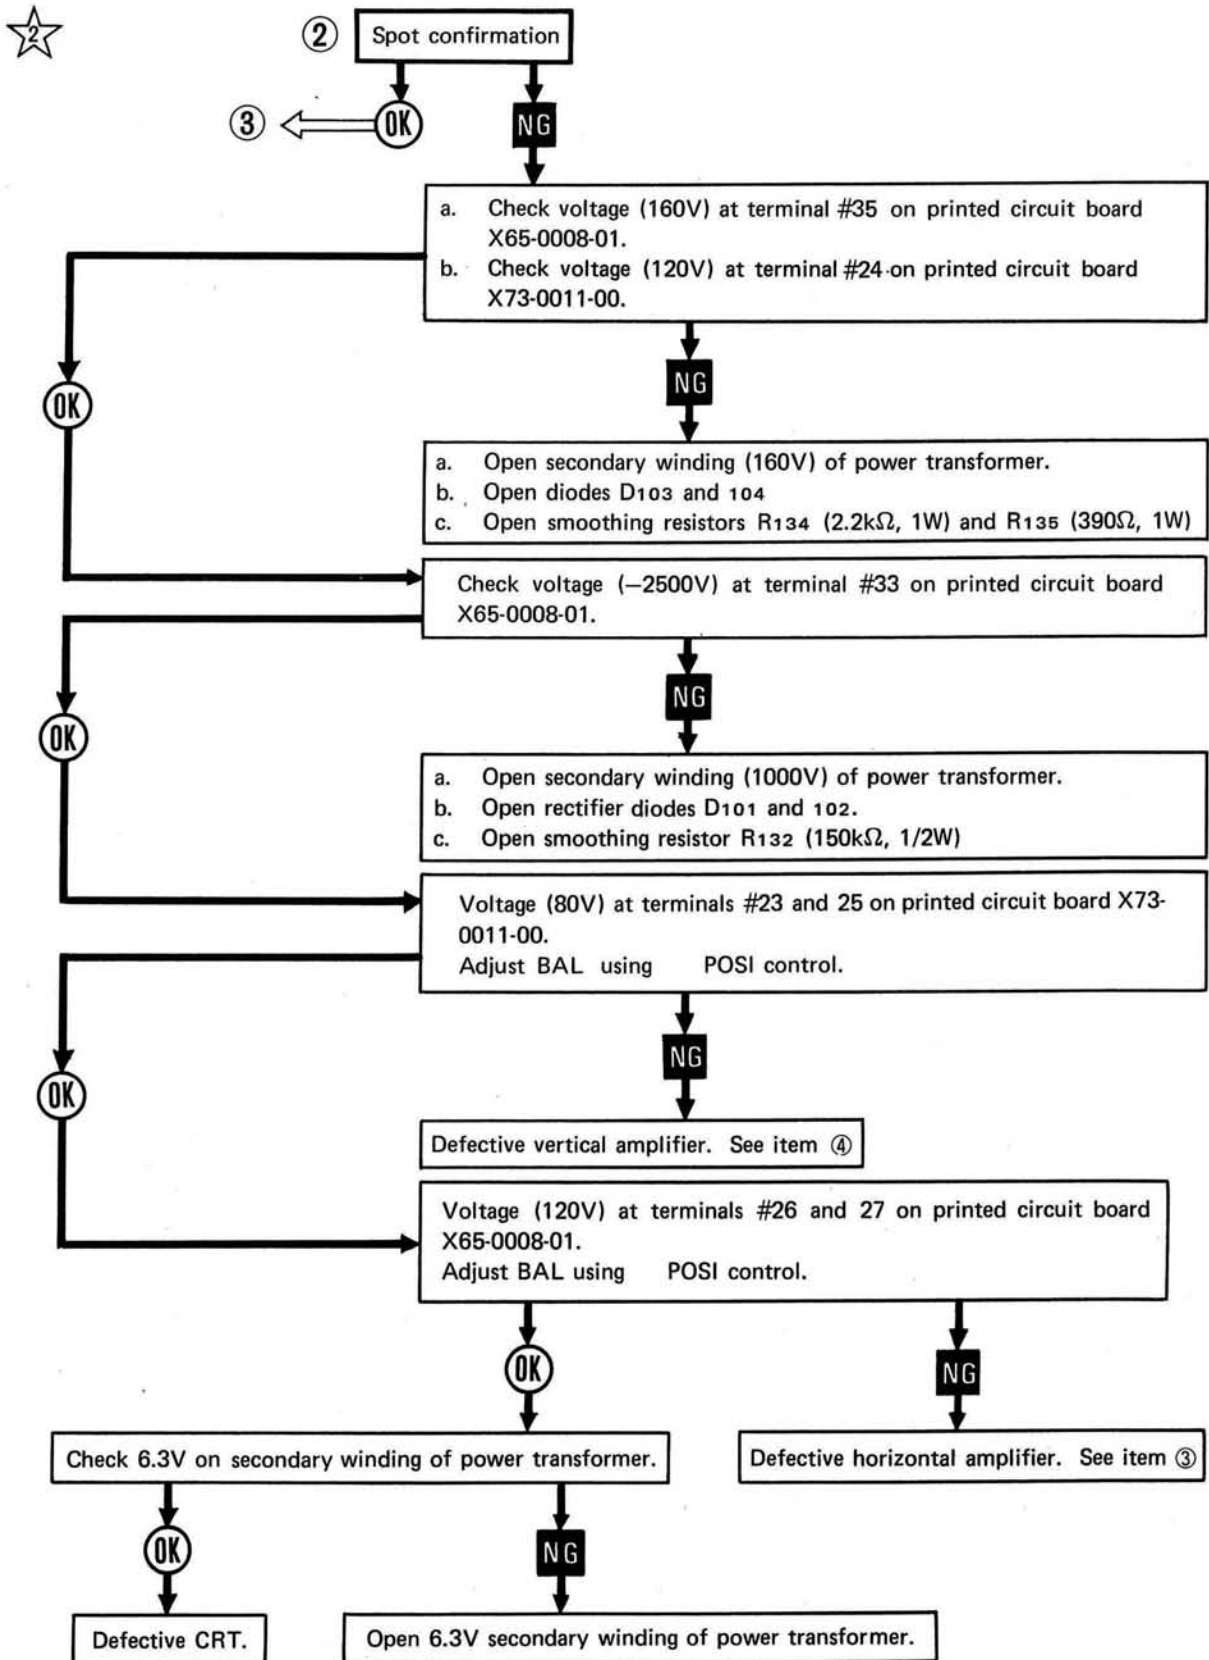 2
② Spot confirmation
③ OK NG
a. Check voltage (160V) at terminal #35 on printed circuit board
X65-0008-01.
b. Check voltage (120V) at terminal #24 on printed circuit board
X73-0011-00.
NG
OK
a. Open secondary winding (160V) of power transformer.
b. Open diodes D103 and 104
c. Open smoothing resistors R134 (2.2kΩ, 1W) and R135 (390Ω, 1W)
Check voltage (−2500V) at terminal #33 on printed circuit board
X65-0008-01.
NG
OK
a. Open secondary winding (1000V) of power transformer.
b. Open rectifier diodes D101 and 102.
c. Open smoothing resistor R132 (150kΩ, 1/2W)
Voltage (80V) at terminals #23 and 25 on printed circuit board X73-
0011-00.
Adjust BAL using POSI control.
NG
OK
Defective vertical amplifier. See item ④
Voltage (120V) at terminals #26 and 27 on printed circuit board
X65-0008-01.
Adjust BAL using POSI control.
OK NG
Check 6.3V on secondary winding of power transformer.
Defective horizontal amplifier. See item ③
OK NG
Defective CRT.
Open 6.3V secondary winding of power transformer.